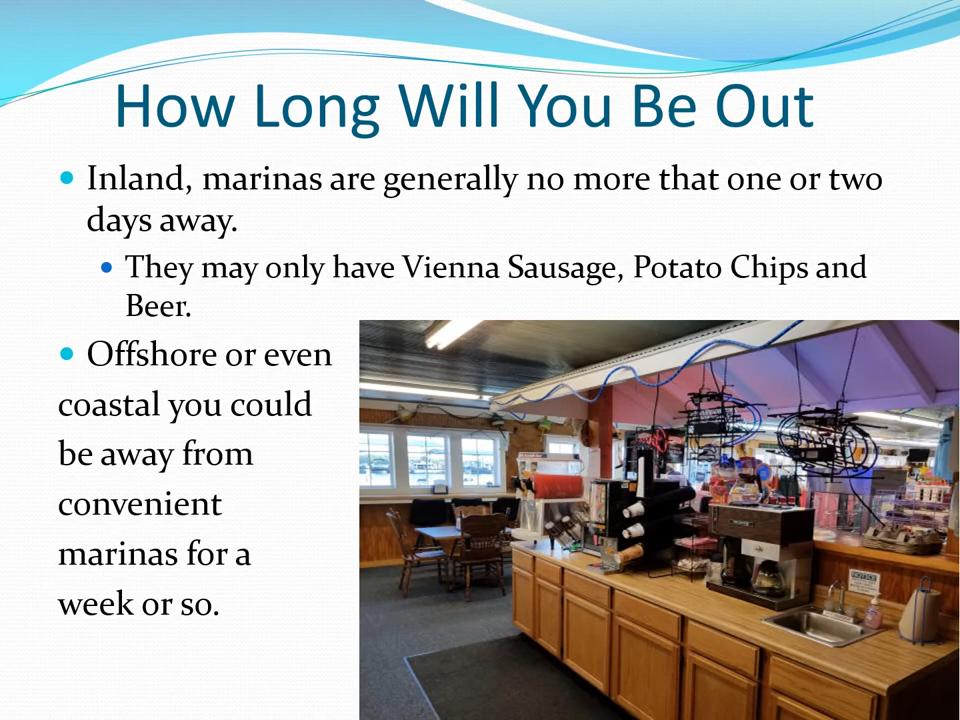 How Long Will You Be Out
Inland, marinas are generally no more that one or two
days away.
They may only have Vienna Sausage, Potato Chips and
Beer.
Offshore or even
coastal you could
be away from
convenient
marinas for a
week or so.
NOTICE